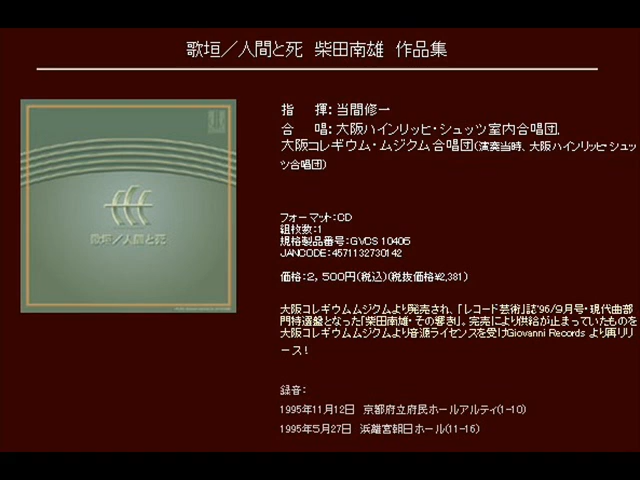 歌垣／人間と死　柴田南雄　作品集
指　揮：当間修一
合　唱：大阪ハインリッヒ・シュッツ室内合唱団、
大阪コレギウム・ムジクム合唱団（演奏当時、大阪ハインリッヒ・シュッ
ツ合唱団）
歌垣／人間と死
フォーマット：CD
組枚数：1
規格製品番号：GVCS 10405
JANCODE：4571132730142
価格：2，500円（税込）（税抜価格¥2,381）
大阪コレギウムムジクムより発売され、「レコード芸術」誌'96/9月号・現代曲部
門特選盤となった「柴田南雄・その響き」。完売により供給が止まっていたものを
大阪コレギウムムジクムより音源ライセンスを受けGiovanni Records より再リリ
ース！
録音：
1995年11月12日　京都府立府民ホールアルティ（1-10）
1995年5月27日　浜離宮朝日ホール（11-16）